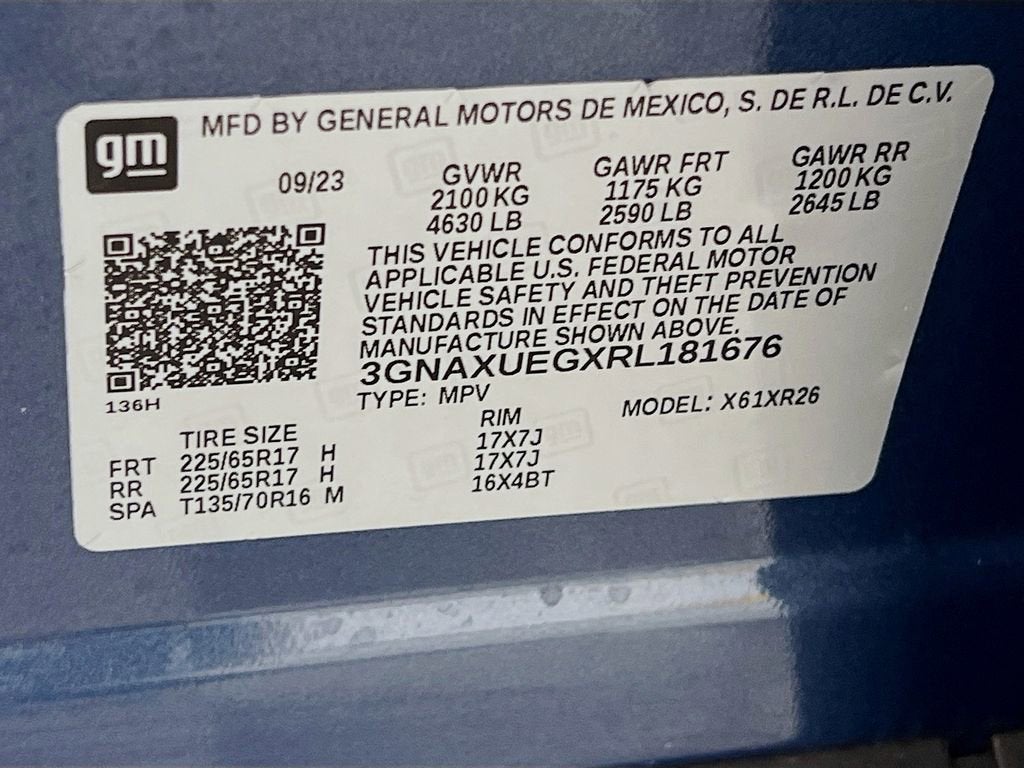 gm
MFD BY GENERAL MOTORS DE MEXICO, S. DE R.L. DE C.V.
09/23
GVWR
2100 KG
4630 LB
GAWR FRT
1175 KG
2590 LB
GAWR RR
1200 KG
2645 LB
THIS VEHICLE CONFORMS TO ALL
APPLICABLE U.S. FEDERAL MOTOR
VEHICLE SAFETY AND THEFT PREVENTION
STANDARDS IN EFFECT ON THE DATE OF
MANUFACTURE SHOWN ABOVE.
3GNAXUEGXRL181676
136H
TYPE: MPV
MODEL: X61XR26
TIRE SIZE RIM
FRT 225/65R17 H 17X7J
RR 225/65R17 H 17X7J
SPA T135/70R16 M 16X4BT